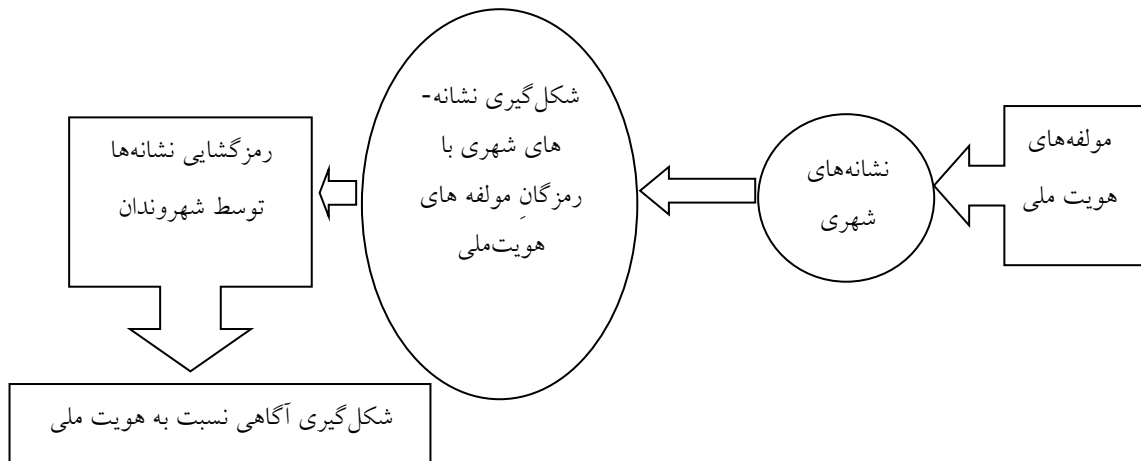 مولفه‌های
هویت ملی
نشانه‌های
شهری
شکل‌گیری نشانه-
های شهری با
رمزگانِ مولفه های
هویت‌ملی
رمزگشایی نشانه‌ها
توسط شهروندان
شکل‌گیری آگاهی نسبت به هویت ملی